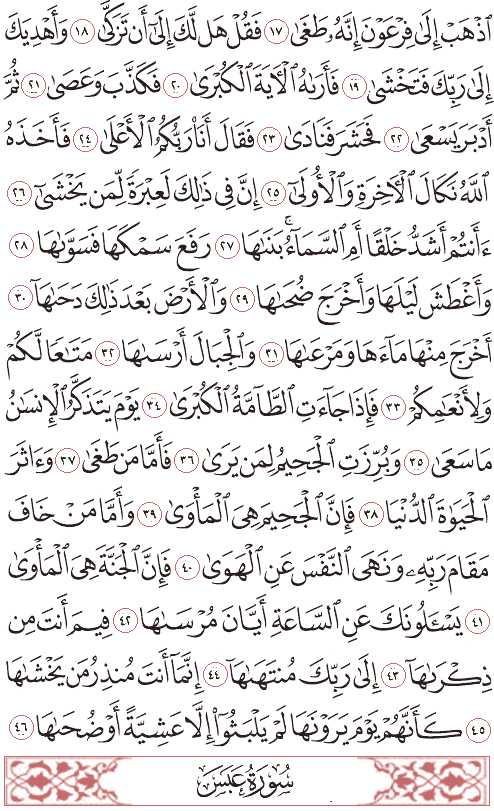 ٱذۡهَبۡ إِلَىٰ فِرۡعَوۡنَ إِنَّهُۥ طَغَىٰ ١٧ فَقُلۡ هَل لَّكَ إِلَىٰٓ أَن تَزَكَّىٰ ١٨ وَأَهۡدِيَكَ
إِلَىٰ رَبِّكَ فَتَخۡشَىٰ ١٩ فَأَرَىٰهُ ٱلۡأٓيَةَ ٱلۡكُبۡرَىٰ ٢٠ فَكَذَّبَ وَعَصَىٰ ٢١ ثُمَّ
أَدۡبَرَ يَسۡعَىٰ ٢٢ فَحَشَرَ فَنَادَىٰ ٢٣ فَقَالَ أَنَا۠ رَبُّكُمُ ٱلۡأَعۡلَىٰ ٢٤ فَأَخَذَهُ
ٱللَّهُ نَكَالَ ٱلۡأٓخِرَةِ وَٱلۡأُولَىٰٓ ٢٥ إِنَّ فِي ذَٰلِكَ لَعِبۡرَةٗ لِّمَن يَخۡشَىٰٓ ٢٦
ءَأَنتُمۡ أَشَدُّ خَلۡقًا أَمِ ٱلسَّمَآءُۚ بَنَىٰهَا ٢٧ رَفَعَ سَمۡكَهَا فَسَوَّىٰهَا ٢٨
وَأَغۡطَشَ لَيۡلَهَا وَأَخۡرَجَ ضُحَىٰهَا ٢٩ وَٱلۡأَرۡضَ بَعۡدَ ذَٰلِكَ دَحَىٰهَآ ٣٠
أَخۡرَجَ مِنۡهَا مَآءَهَا وَمَرۡعَىٰهَا ٣١ وَٱلۡجِبَالَ أَرۡسَىٰهَا ٣٢ مَتَٰعٗا لَّكُمۡ
وَلِأَنۡعَٰمِكُمۡ ٣٣ فَإِذَا جَآءَتِ ٱلطَّآمَّةُ ٱلۡكُبۡرَىٰ ٣٤ يَوۡمَ يَتَذَكَّرُ ٱلۡإِنسَٰنُ
مَا سَعَىٰ ٣٥ وَبُرِّزَتِ ٱلۡجَحِيمُ لِمَن يَرَىٰ ٣٦ فَأَمَّا مَن طَغَىٰ ٣٧ وَءَاثَرَ
ٱلۡحَيَوٰةَ ٱلدُّنۡيَا ٣٨ فَإِنَّ ٱلۡجَحِيمَ هِيَ ٱلۡمَأۡوَىٰ ٣٩ وَأَمَّا مَنۡ خَافَ
مَقَامَ رَبِّهِۦ وَنَهَى ٱلنَّفۡسَ عَنِ ٱلۡهَوَىٰ ٤٠ فَإِنَّ ٱلۡجَنَّةَ هِيَ ٱلۡمَأۡوَىٰ
٤١ يَسۡـَٔلُونَكَ عَنِ ٱلسَّاعَةِ أَيَّانَ مُرۡسَىٰهَا ٤٢ فِيمَ أَنتَ مِن
ذِكۡرَىٰهَآ ٤٣ إِلَىٰ رَبِّكَ مُنتَهَىٰهَآ ٤٤ إِنَّمَآ أَنتَ مُنذِرُ مَن يَخۡشَىٰهَا
٤٥ كَأَنَّهُمۡ يَوۡمَ يَرَوۡنَهَا لَمۡ يَلۡبَثُوٓاْ إِلَّا عَشِيَّةً أَوۡ ضُحَىٰهَا ٤٦
سُورَةُ عَبَسَ